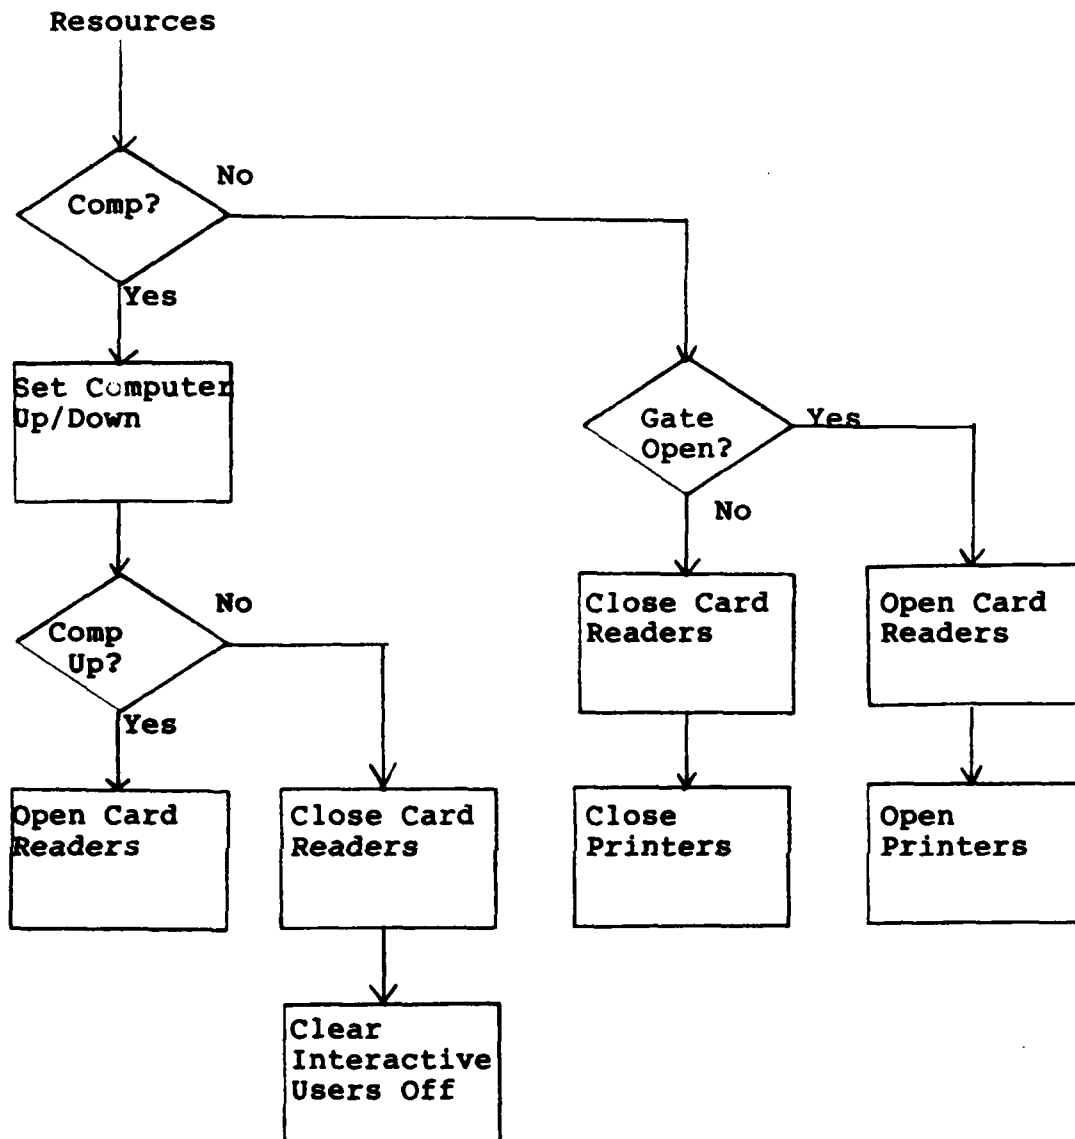 Resources
No
Comp?
Yes
Set Computer
Up/Down
Gate
Open?
Yes
No
No
Comp
Up?
Yes
Close Card
Readers
Open Card
Readers
Open Card
Readers
Close Card
Readers
Close
Printers
Open
Printers
Clear
Interactive
Users Off